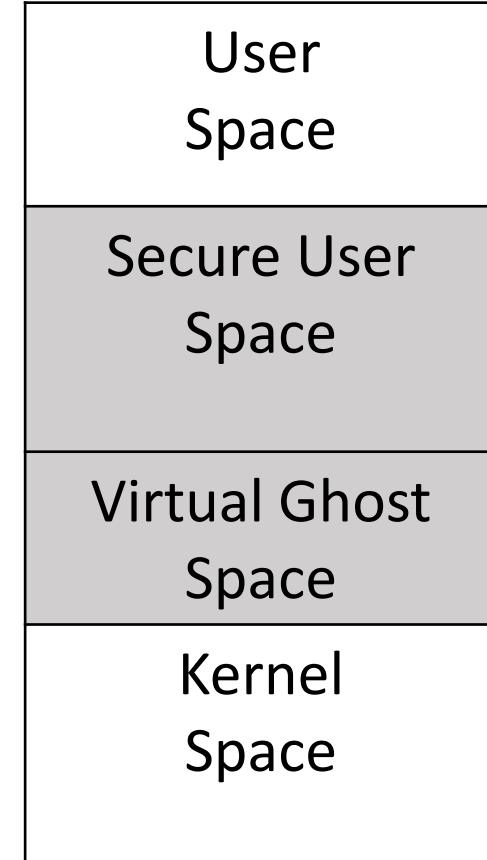 User
Space
Secure User
Space
Virtual Ghost
Space
Kernel
Space